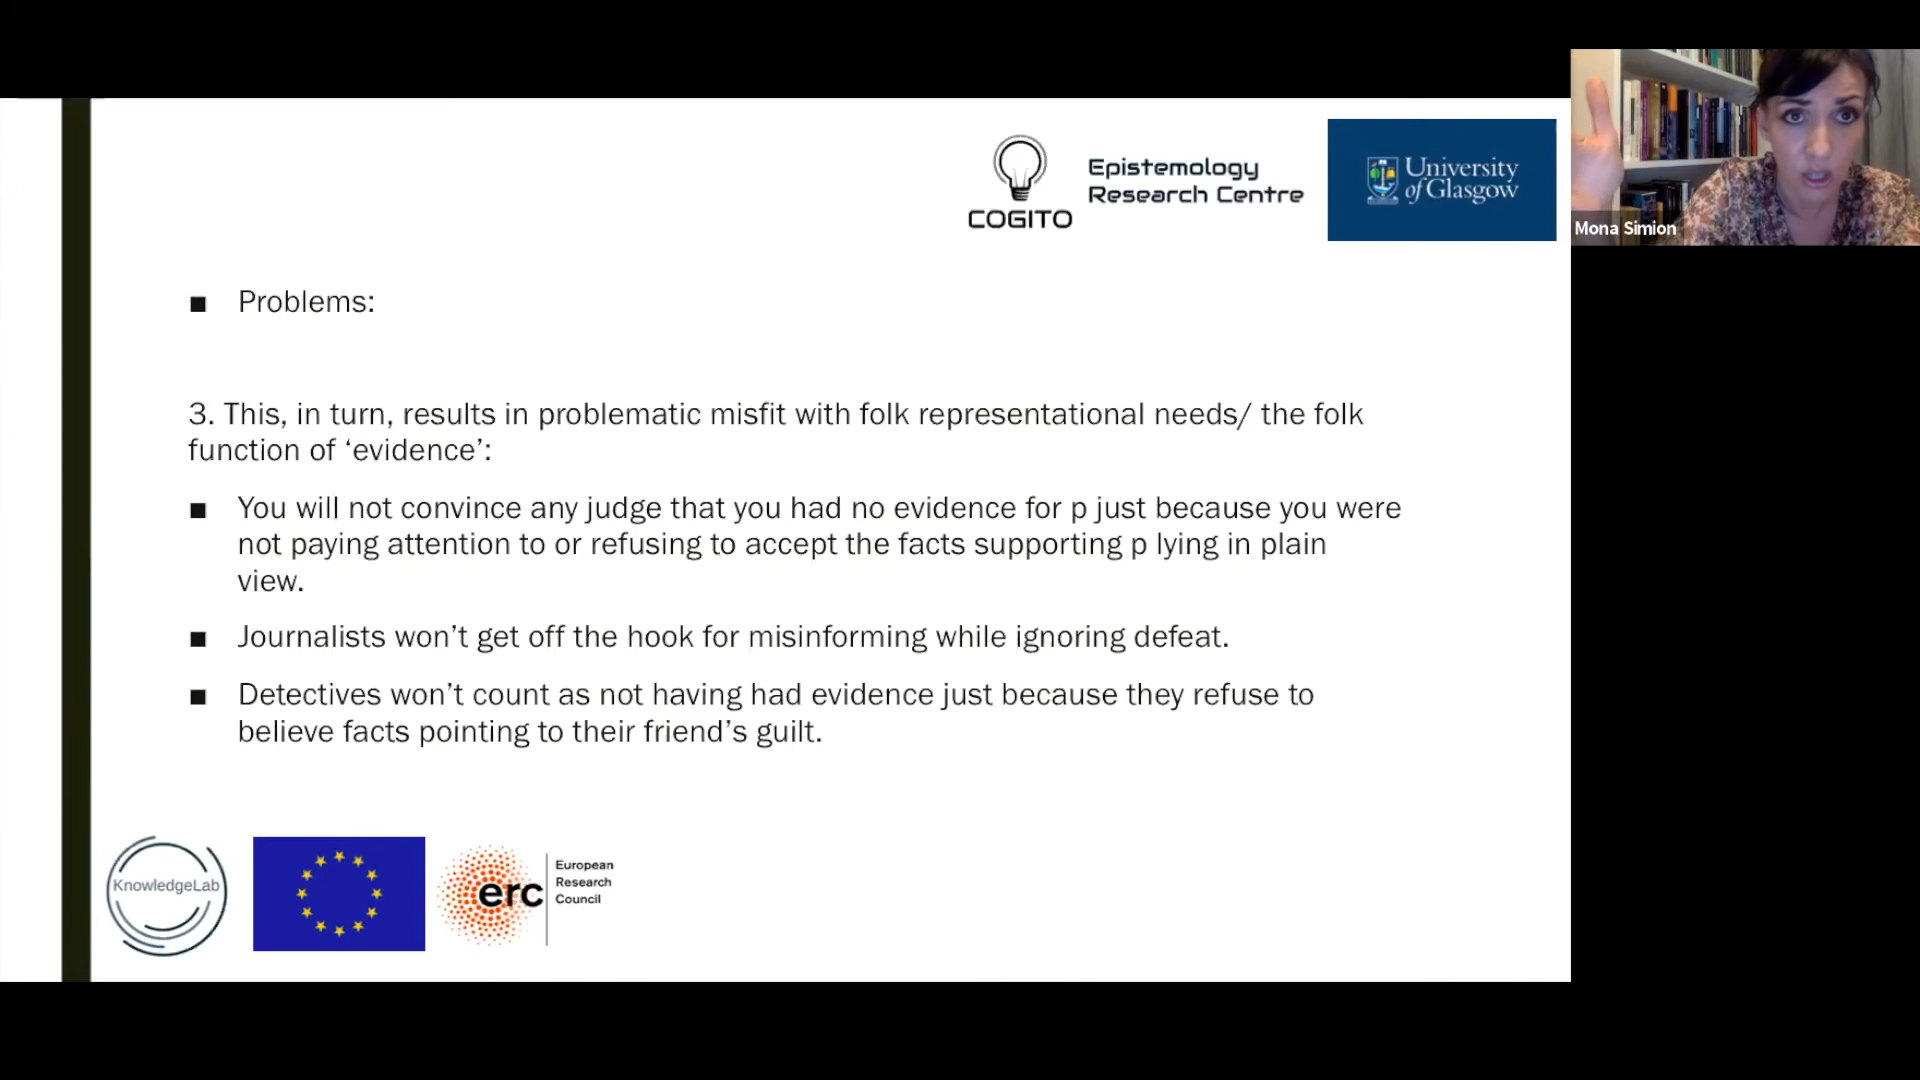 COGITO
Epistemology
Research Centre
University
of Glasgow
Mona Simion
■ Problems:
3. This, in turn, results in problematic misfit with folk representational needs/ the folk
function of ‘evidence’:
■ You will not convince any judge that you had no evidence for p just because you were
not paying attention to or refusing to accept the facts supporting p lying in plain
view.
■ Journalists won’t get off the hook for misinforming while ignoring defeat.
■ Detectives won’t count as not having had evidence just because they refuse to
believe facts pointing to their friend’s guilt.
KnowledgeLab
erc
European
Research
Council